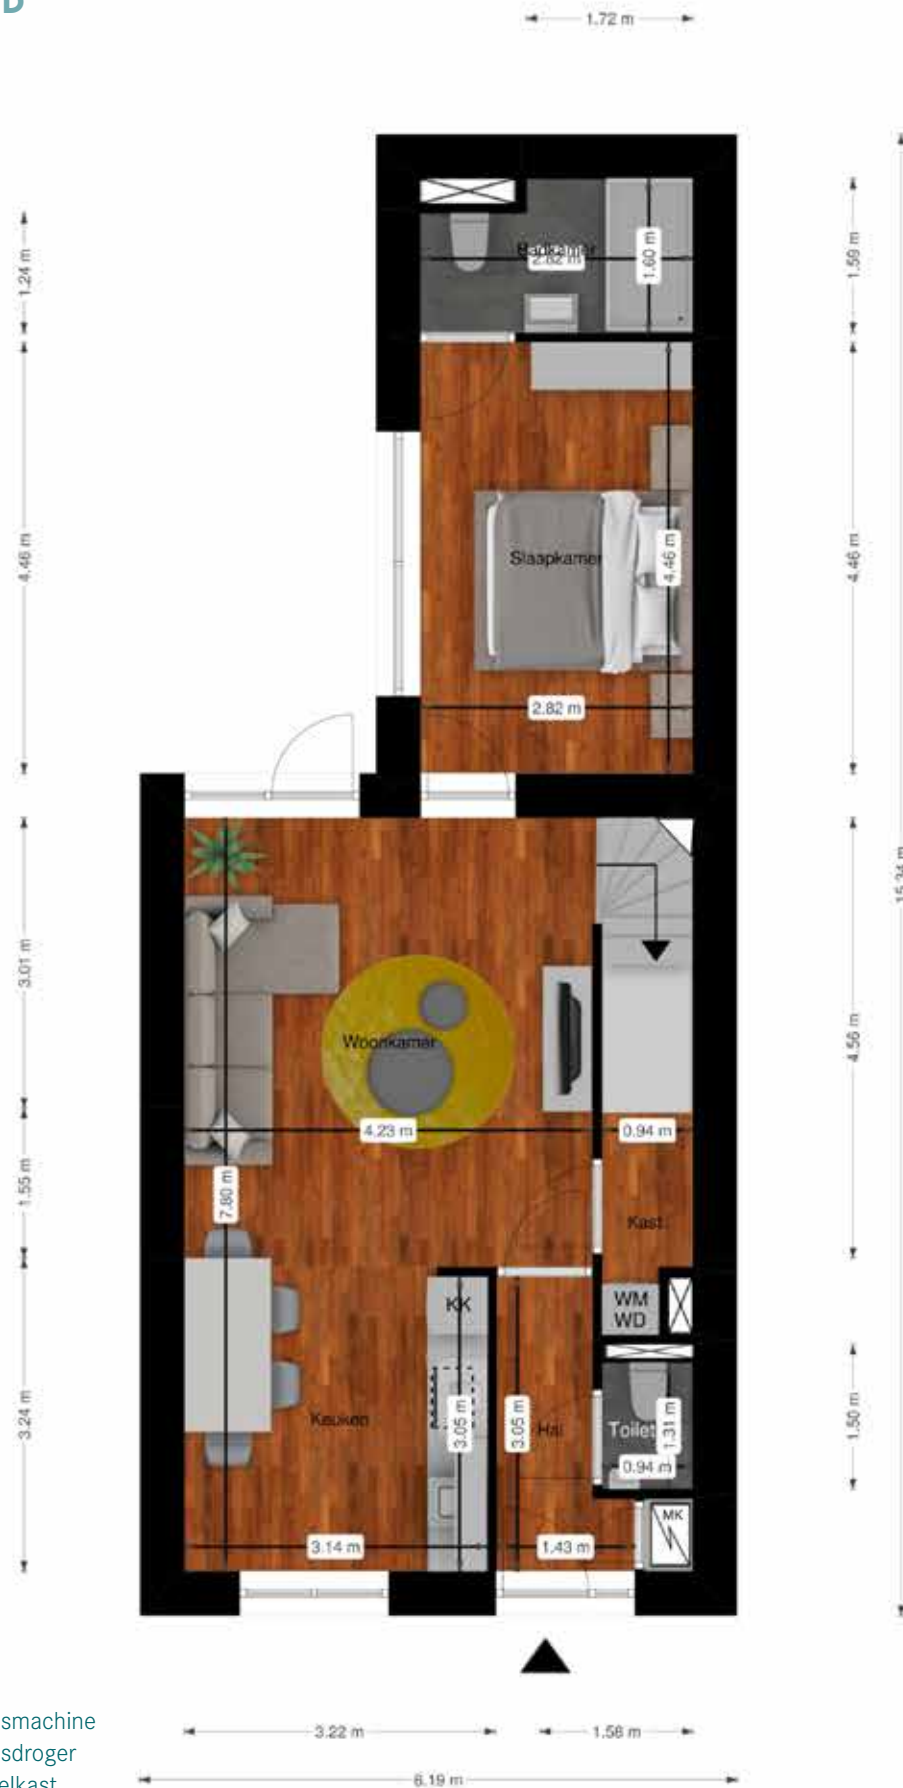 D
1.72 m
1.24 m
Badkamer
2.82 m
1.60 m
1.59 m
4.46 m
Slaapkamer
4.46 m
4.46 m
2.82 m
15.34 m
3.01 m
Woonkamer
4.56 m
4.23 m
0.94 m
1.55 m
7.80 m
Kast
WM
WD
KK
3.24 m
Keuken
3.05 m
3.05 m
Hal
Toilet
1.31 m
1.50 m
0.94 m
MK
3.14 m
1.43 m
smachine
3.22 m
1.58 m
sdroger
elkast
6.19 m